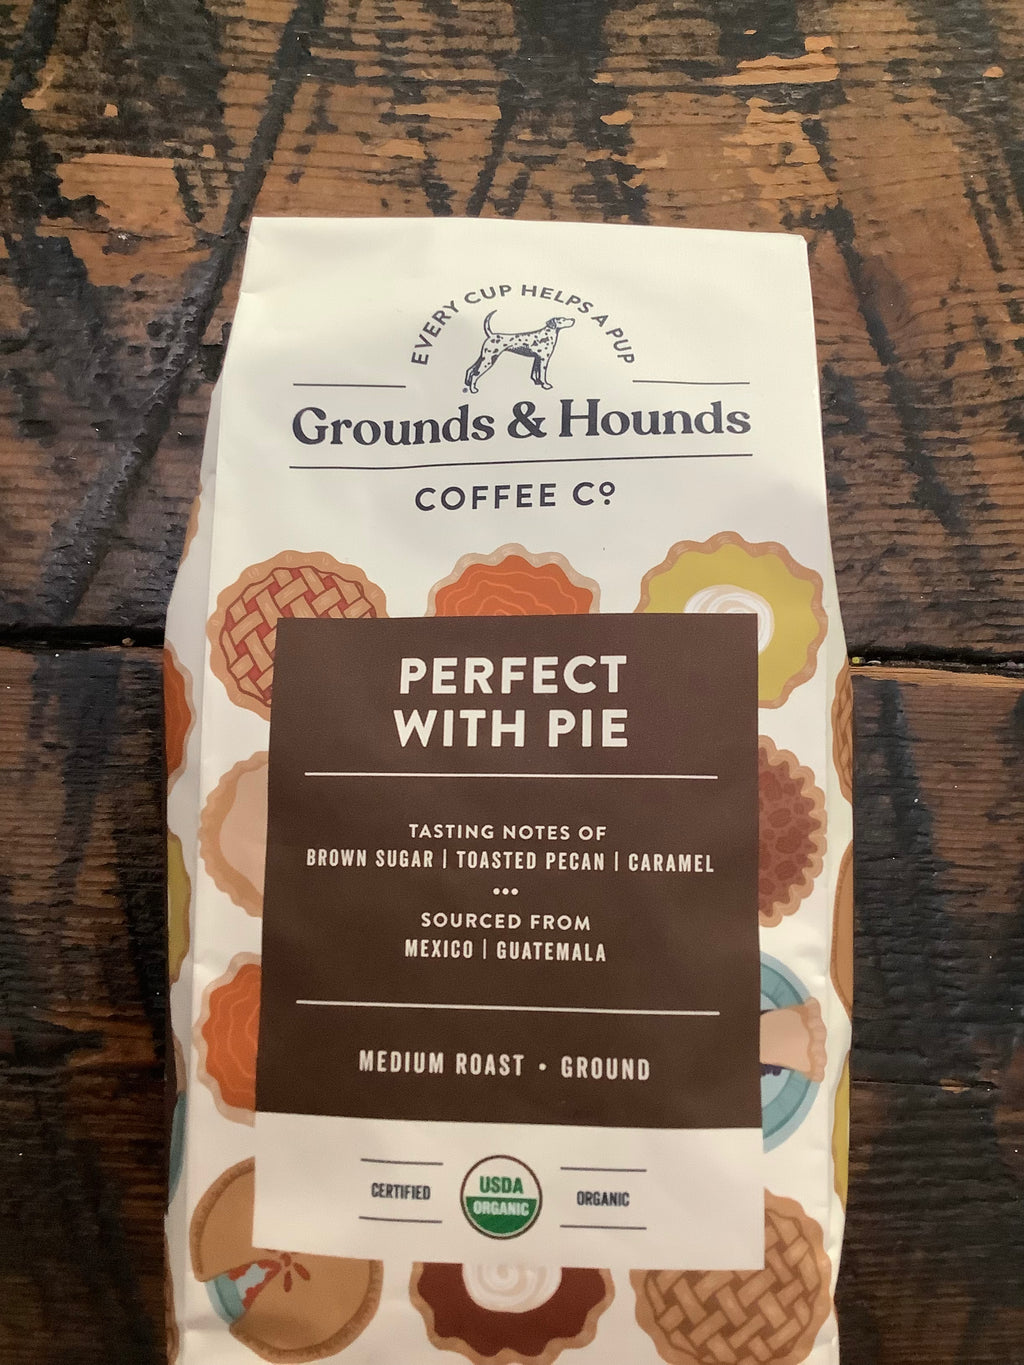 EVERY CUP HELPS A PUP
Grounds & Hounds
COFFEE Cº
PERFECT
WITH PIE
TASTING NOTES OF
BROWN SUGAR | TOASTED PECAN | CARAMEL
•••
SOURCED FROM
MEXICO | GUATEMALA
MEDIUM ROAST • GROUND
CERTIFIED
USDA
ORGANIC
ORGANIC